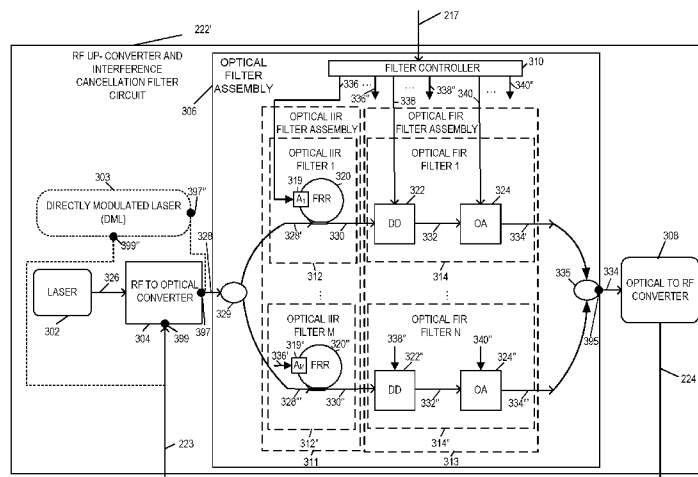 222'
217
RF UP- CONVERTER AND
INTERFERENCE
CANCELLATION FILTER
CIRCUIT
OPTICAL
FILTER
ASSEMBLY
306
FILTER CONTROLLER
310
336
336"
...
338
338"
340
...
340"
OPTICAL IIR
FILTER ASSEMBLY
OPTICAL FIR
FILTER ASSEMBLY
OPTICAL IIR
FILTER 1
OPTICAL FIR
FILTER 1
319
320
A1
FRR
322
DD
324
OA
328'
330
332
334'
312
314
303
397"
DIRECTLY MODULATED LASER
(DML)
399"
328
LASER
326
RF TO OPTICAL
CONVERTER
302
304
399
397
329
308
335
334
OPTICAL TO RF
CONVERTER
395
OPTICAL IIR
FILTER M
OPTICAL FIR
FILTER N
319"
320"
336'
FRR
338"
322"
DD
340"
324"
OA
330"
332"
312"
314"
311
313
223
224